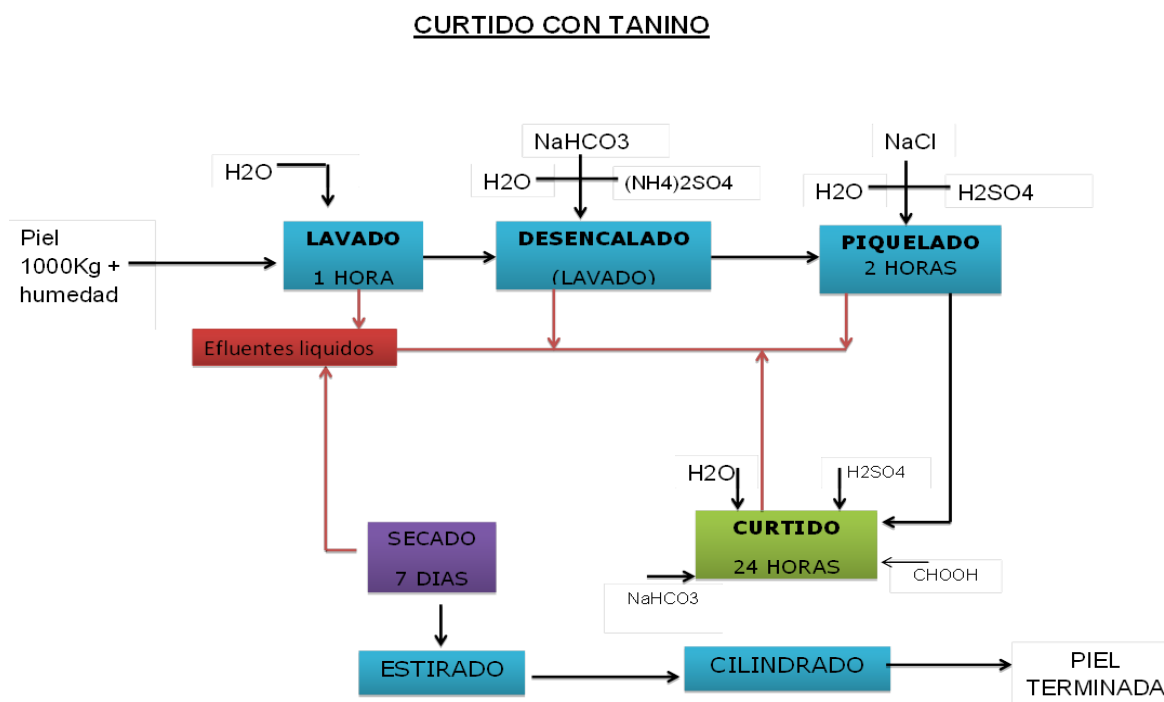 CURTIDO CON TANINO
NaHCO3
NaCl
H2O
H2O
(NH4)2SO4
H2O
H2SO4
Piel
1000Kg +
humedad
LAVADO
1 HORA
DESENCALADO
(LAVADO)
PIQUELADO
2 HORAS
Efluentes liquidos
H2O
H2SO4
SECADO
7 DIAS
CURTIDO
24 HORAS
CHOOH
NaHCO3
ESTIRADO
CILINDRADO
PIEL
TERMINADA